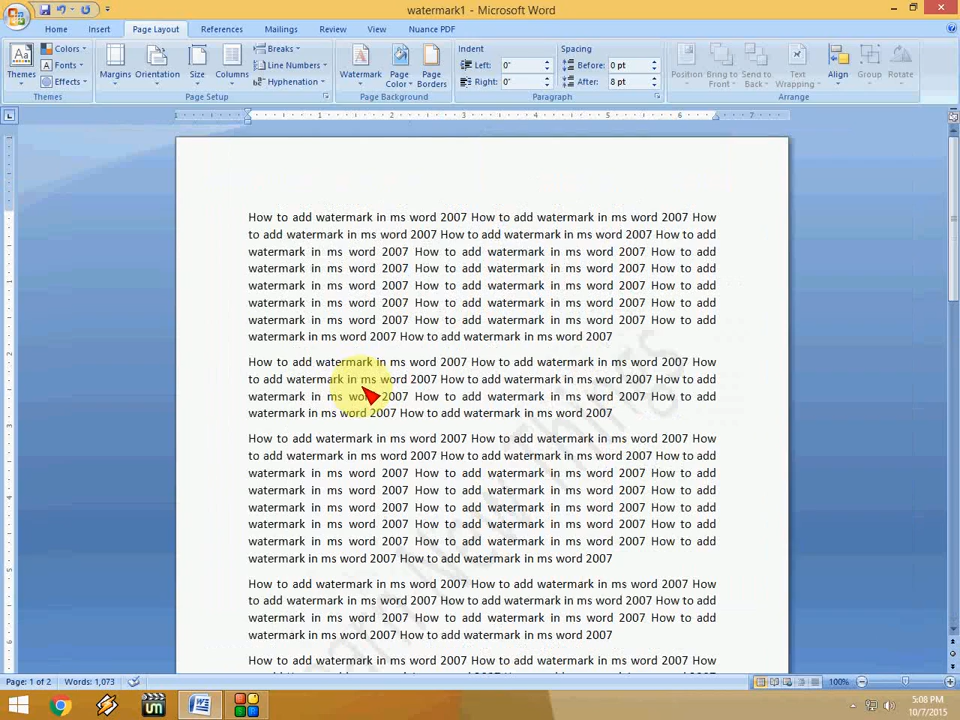 watermark1 - Microsoft Word
Home Insert Page Layout References Mailings Review View Nuance PDF
Themes Colors Fonts Effects Themes
Margins Orientation Size Columns Breaks Line Numbers Hyphenation Page Setup
Watermark Page Color Page Borders Page Background
Indent Left: 0" Right: 0" Spacing Before: 0 pt After: 8 pt Paragraph
Position Bring to Front Send to Back Text Wrapping Align Group Rotate Arrange
1 1 2 3 4 5 6 7
How to add watermark in ms word 2007 How to add watermark in ms word 2007 How
to add watermark in ms word 2007 How to add watermark in ms word 2007 How to add
watermark in ms word 2007 How to add watermark in ms word 2007 How to add
watermark in ms word 2007 How to add watermark in ms word 2007 How to add
watermark in ms word 2007 How to add watermark in ms word 2007 How to add
watermark in ms word 2007 How to add watermark in ms word 2007 How to add
watermark in ms word 2007 How to add watermark in ms word 2007 How to add
watermark in ms word 2007 How to add watermark in ms word 2007
How to add watermark in ms word 2007 How to add watermark in ms word 2007 How
to add watermark in ms word 2007 How to add watermark in ms word 2007 How to add
watermark in ms word 2007 How to add watermark in ms word 2007 How to add
watermark in ms word 2007 How to add watermark in ms word 2007
How to add watermark in ms word 2007 How to add watermark in ms word 2007 How
to add watermark in ms word 2007 How to add watermark in ms word 2007 How to add
watermark in ms word 2007 How to add watermark in ms word 2007 How to add
watermark in ms word 2007 How to add watermark in ms word 2007 How to add
watermark in ms word 2007 How to add watermark in ms word 2007 How to add
watermark in ms word 2007 How to add watermark in ms word 2007 How to add
watermark in ms word 2007 How to add watermark in ms word 2007 How to add
watermark in ms word 2007 How to add watermark in ms word 2007
How to add watermark in ms word 2007 How to add watermark in ms word 2007 How
to add watermark in ms word 2007 How to add watermark in ms word 2007 How to add
watermark in ms word 2007 How to add watermark in ms word 2007 How to add
watermark in ms word 2007 How to add watermark in ms word 2007
How to add watermark in ms word 2007 How to add watermark in ms word 2007 How
New Things
Page: 1 of 2 Words: 1,073 100%
5:08 PM
10/7/2015